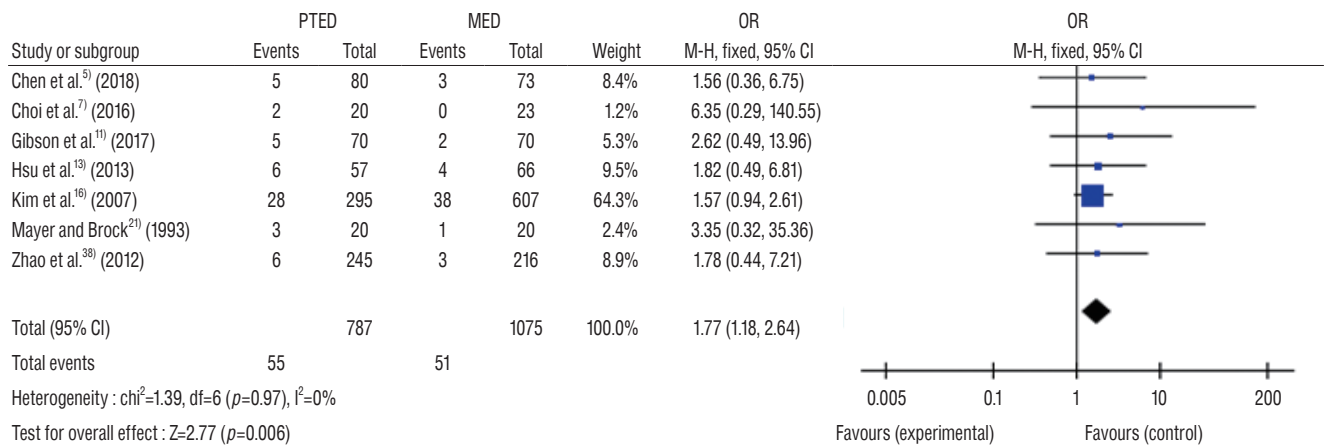 PTED MED OR OR
Study or subgroup Events Total Events Total Weight M-H, fixed, 95% CI M-H, fixed, 95% CI
Chen et al.5) (2018) 5 80 3 73 8.4% 1.56 (0.36, 6.75)
Choi et al.7) (2016) 2 20 0 23 1.2% 6.35 (0.29, 140.55)
Gibson et al.11) (2017) 5 70 2 70 5.3% 2.62 (0.49, 13.96)
Hsu et al.13) (2013) 6 57 4 66 9.5% 1.82 (0.49, 6.81)
Kim et al.16) (2007) 28 295 38 607 64.3% 1.57 (0.94, 2.61)
Mayer and Brock21) (1993) 3 20 1 20 2.4% 3.35 (0.32, 35.36)
Zhao et al.38) (2012) 6 245 3 216 8.9% 1.78 (0.44, 7.21)
Total (95% CI) 787 1075 100.0% 1.77 (1.18, 2.64)
Total events 55 51
Heterogeneity : chi2=1.39, df=6 (p=0.97), I2=0%
0.005 0.1 1 10 200
Test for overall effect : Z=2.77 (p=0.006)
Favours (experimental) Favours (control)